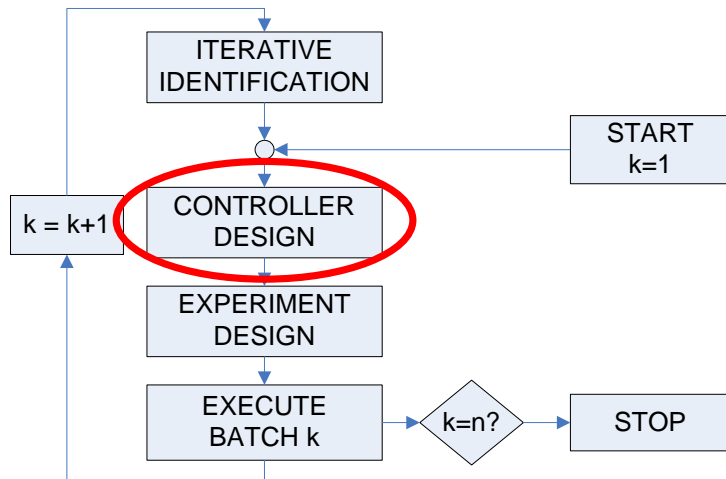 ITERATIVE
IDENTIFICATION
START
k=1
k = k+1
CONTROLLER
DESIGN
EXPERIMENT
DESIGN
EXECUTE
BATCH k
k=n?
STOP